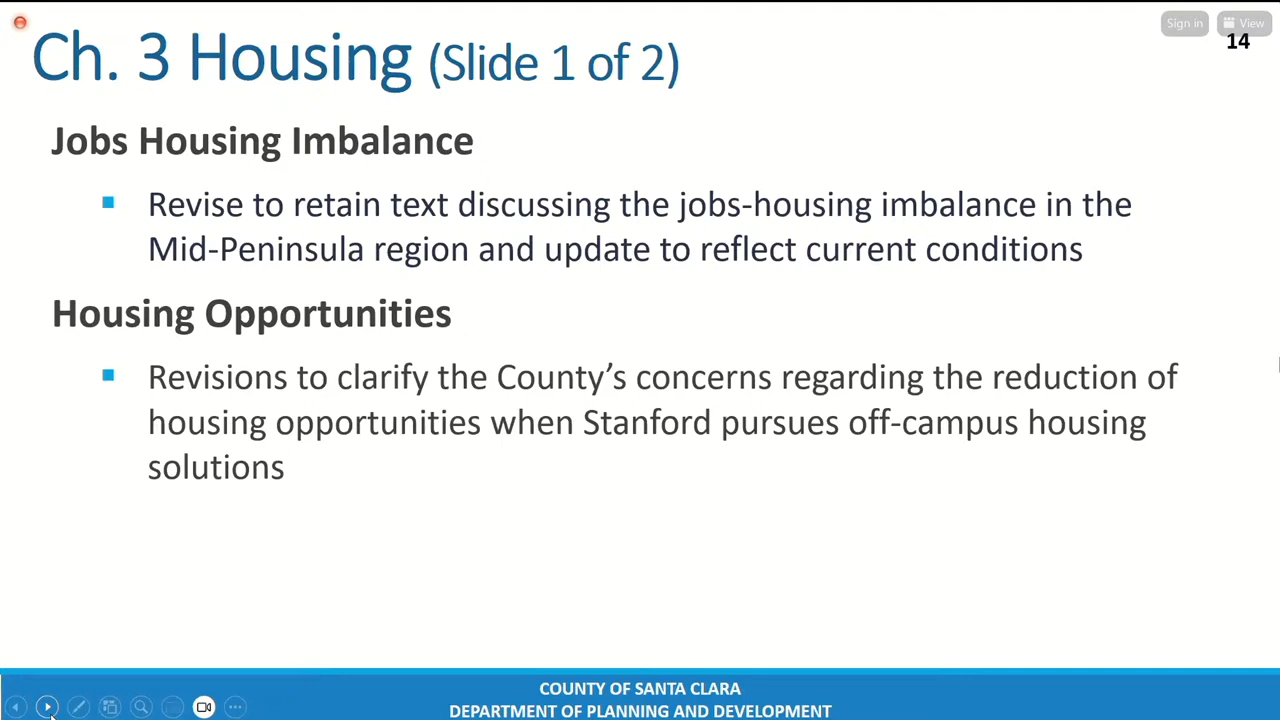 Sign in
View
14
Ch. 3 Housing (Slide 1 of 2)
Jobs Housing Imbalance
Revise to retain text discussing the jobs-housing imbalance in the
Mid-Peninsula region and update to reflect current conditions
Housing Opportunities
Revisions to clarify the County’s concerns regarding the reduction of
housing opportunities when Stanford pursues off-campus housing
solutions
COUNTY OF SANTA CLARA
DEPARTMENT OF PLANNING AND DEVELOPMENT